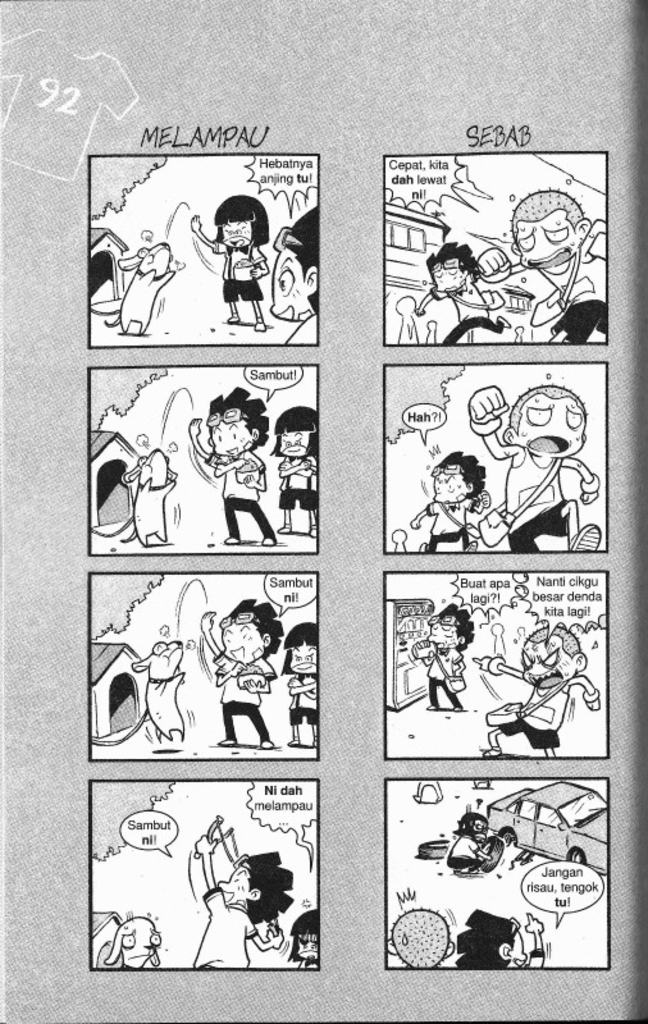 92
MELAMPAU
Hebatnya
anjing tu!
Sambut!
Sambut
ni!
Sambut
ni!
Ni dah
melampau
...
SEBAB
Cepat, kita
dah lewat
ni!
Hah?!
Buat apa
lagi?!
Nanti cikgu
besar denda
kita lagi!
Jangan
risau, tengok
tu!